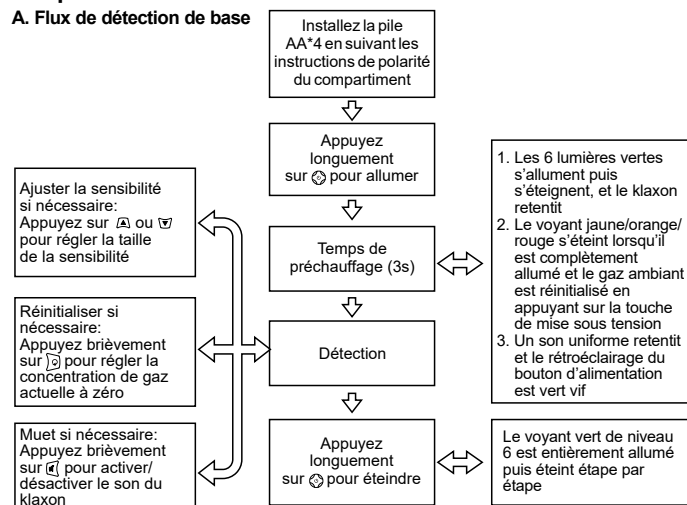 A. Flux de détection de base
Installez la pile
AA*4 en suivant les
instructions de polarité
du compartiment
Appuyez
longuement
sur pour allumer
Temps de
préchauffage (3s)
1. Les 6 lumières vertes
s'allument puis
s'éteignent, et le klaxon
retentit
2. Le voyant jaune/orange/
rouge s'éteint lorsqu'il
est complètement
allumé et le gaz ambiant
est réinitialisé en
appuyant sur la touche
de mise sous tension
3. Un son uniforme retentit
et le rétroéclairage du
bouton d'alimentation
est vert vif
Ajuster la sensibilité
si nécessaire:
Appuyez sur ou
pour régler la taille
de la sensibilité
Réinitialiser si
nécessaire:
Appuyez brièvement
sur pour régler la
concentration de gaz
actuelle à zéro
Détection
Muet si nécessaire:
Appuyez brièvement
sur pour activer/
désactiver le son du
klaxon
Appuyez
longuement
sur pour éteindre
Le voyant vert de niveau
6 est entièrement allumé
puis éteint étape par
étape